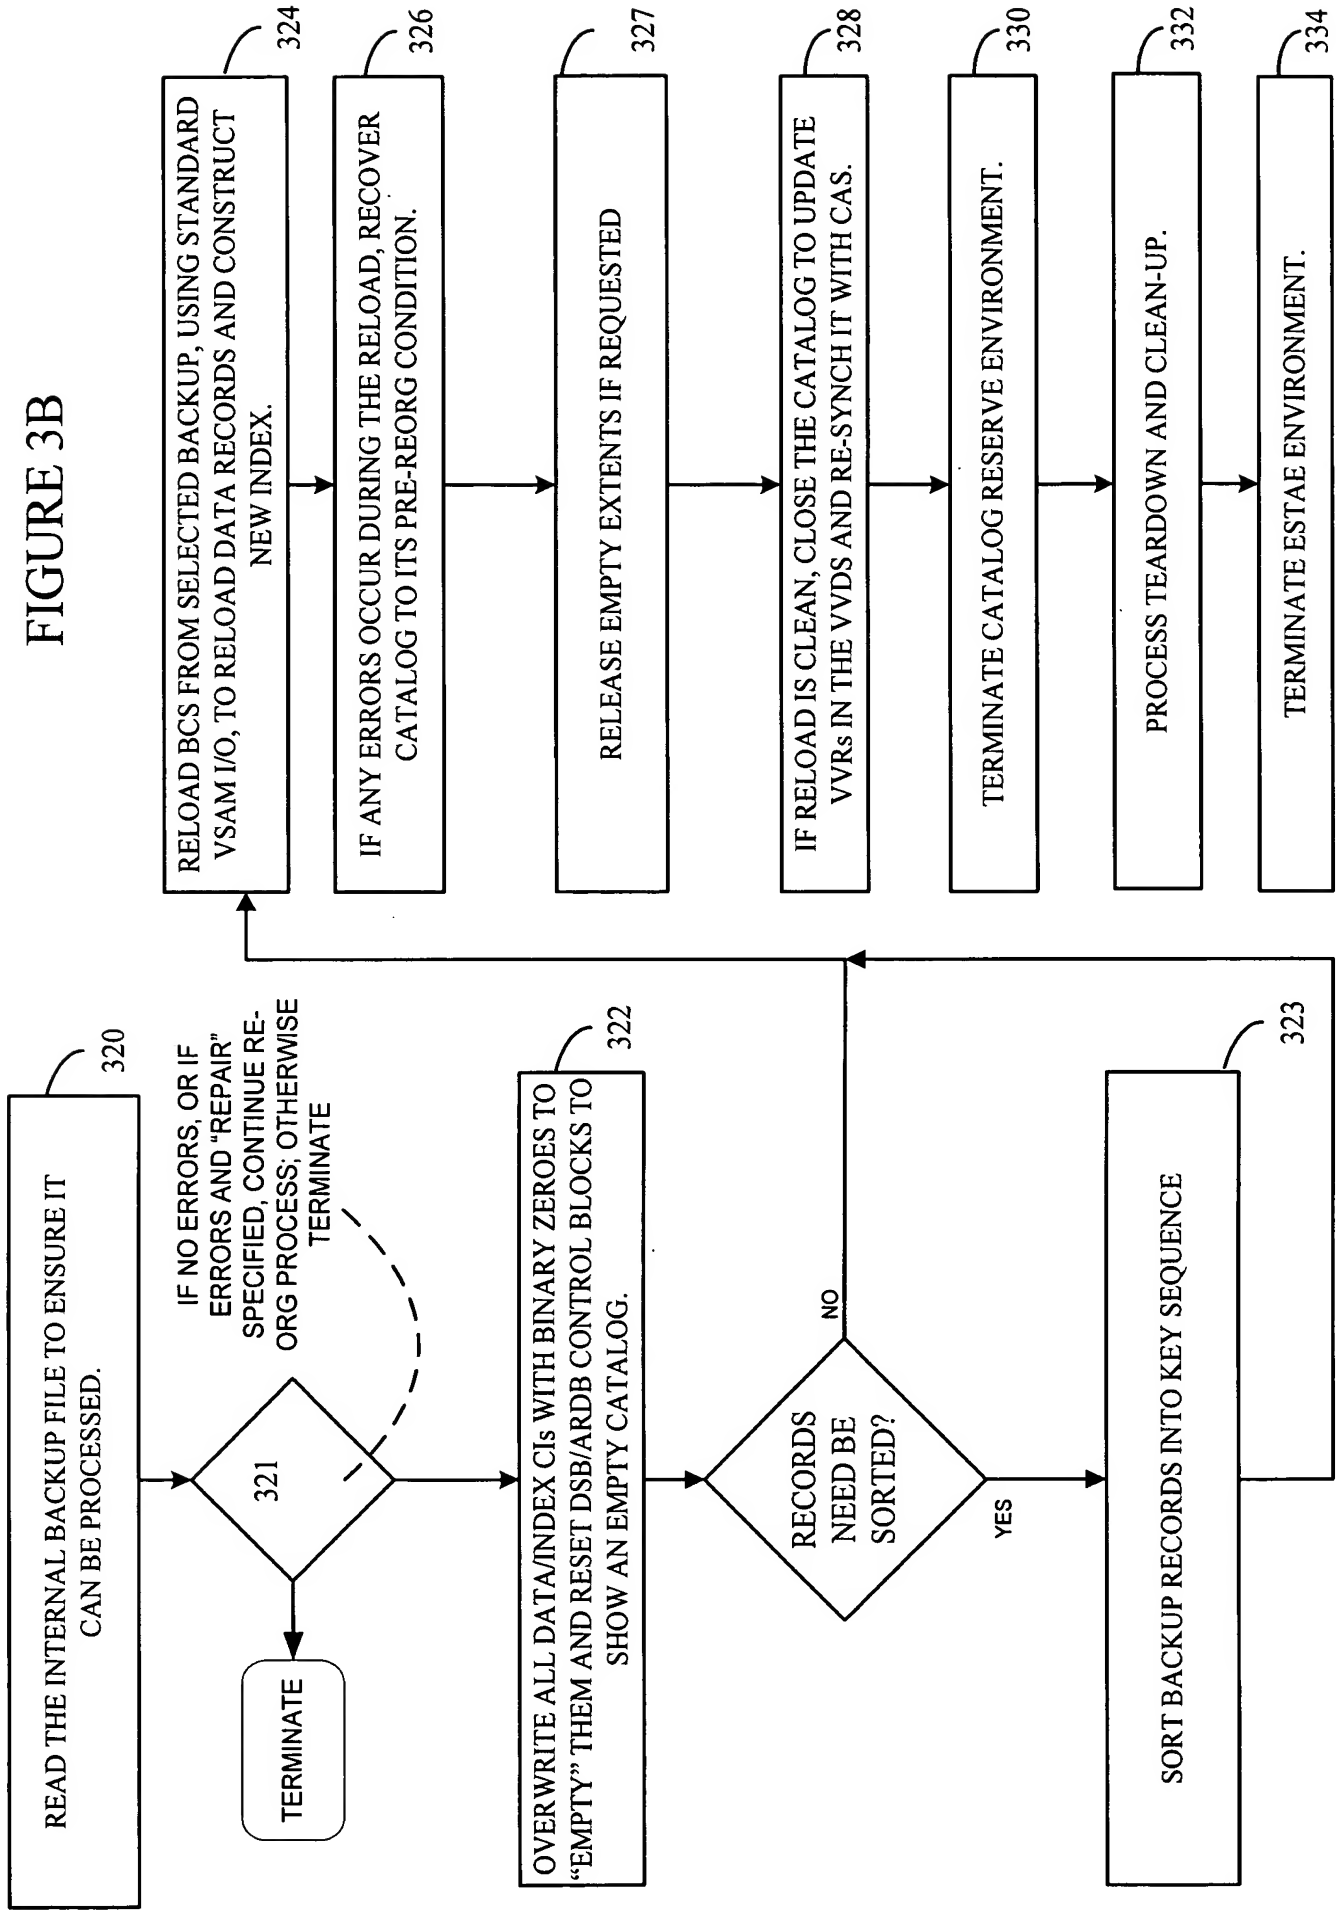 FIGURE 3B
320
READ THE INTERNAL BACKUP FILE TO ENSURE IT
CAN BE PROCESSED.
321
IF NO ERRORS, OR IF
ERRORS AND “REPAIR”
SPECIFIED, CONTINUE RE-
ORG PROCESS; OTHERWISE
TERMINATE
TERMINATE
322
OVERWRITE ALL DATA/INDEX CIs WITH BINARY ZEROES TO
“EMPTY” THEM AND RESET DSB/ARDB CONTROL BLOCKS TO
SHOW AN EMPTY CATALOG.
RECORDS
NEED BE
SORTED?
NO
YES
323
SORT BACKUP RECORDS INTO KEY SEQUENCE
324
RELOAD BCS FROM SELECTED BACKUP, USING STANDARD
VSAM I/O, TO RELOAD DATA RECORDS AND CONSTRUCT
NEW INDEX.
326
IF ANY ERRORS OCCUR DURING THE RELOAD, RECOVER
CATALOG TO ITS PRE-REORG CONDITION.
327
RELEASE EMPTY EXTENTS IF REQUESTED
328
IF RELOAD IS CLEAN, CLOSE THE CATALOG TO UPDATE
VVRs IN THE VVDS AND RE-SYNCH IT WITH CAS.
330
TERMINATE CATALOG RESERVE ENVIRONMENT.
332
PROCESS TEARDOWN AND CLEAN-UP.
334
TERMINATE ESTAE ENVIRONMENT.